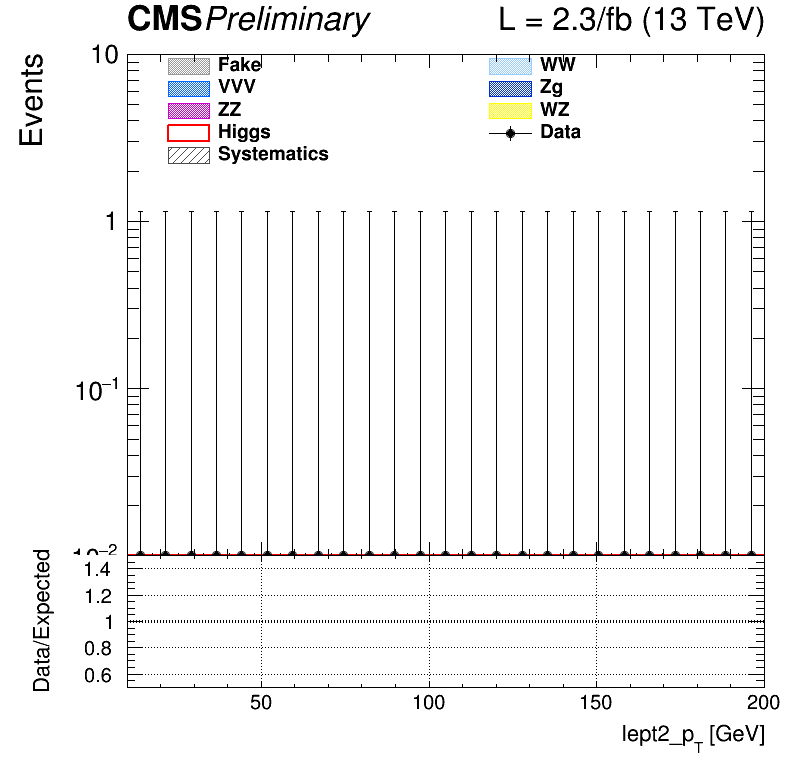 CMS Preliminary L = 2.3/fb (13 TeV)
Events
10
1
10⁻¹
10⁻²
Fake WW
VVV Zg
ZZ WZ
Higgs Data
Systematics
Data/Expected
1.4
1.2
1
0.8
0.6
50 100 150 200
lept2_p_T [GeV]